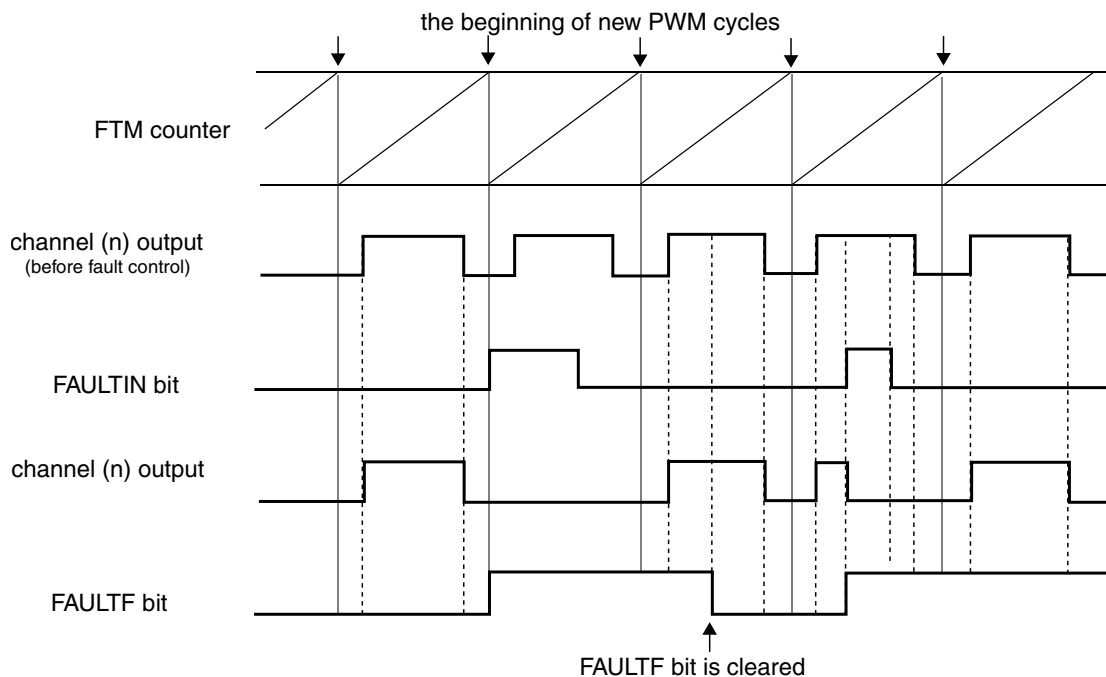 the beginning of new PWM cycles
FTM counter
channel (n) output
(before fault control)
FAULTIN bit
channel (n) output
FAULTF bit
FAULTF bit is cleared